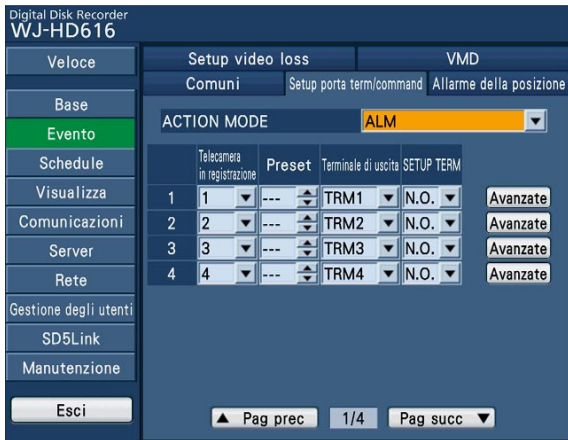 Digital Disk Recorder
WJ-HD616
Veloce
Setup video loss
VMD
Comuni
Setup porta term/command
Allarme della posizione
Base
Evento
Schedule
Visualizza
Comunicazioni
Server
Rete
Gestione degli utenti
SD5Link
Manutenzione
Esci
ACTION MODE
ALM
Telecamera
in registrazione
Preset
Terminale di uscita
SETUP TERM
1 1 --- TRM1 N.O. Avanzate
2 2 --- TRM2 N.O. Avanzate
3 3 --- TRM3 N.O. Avanzate
4 4 --- TRM4 N.O. Avanzate
Pag prec
1/4
Pag succ